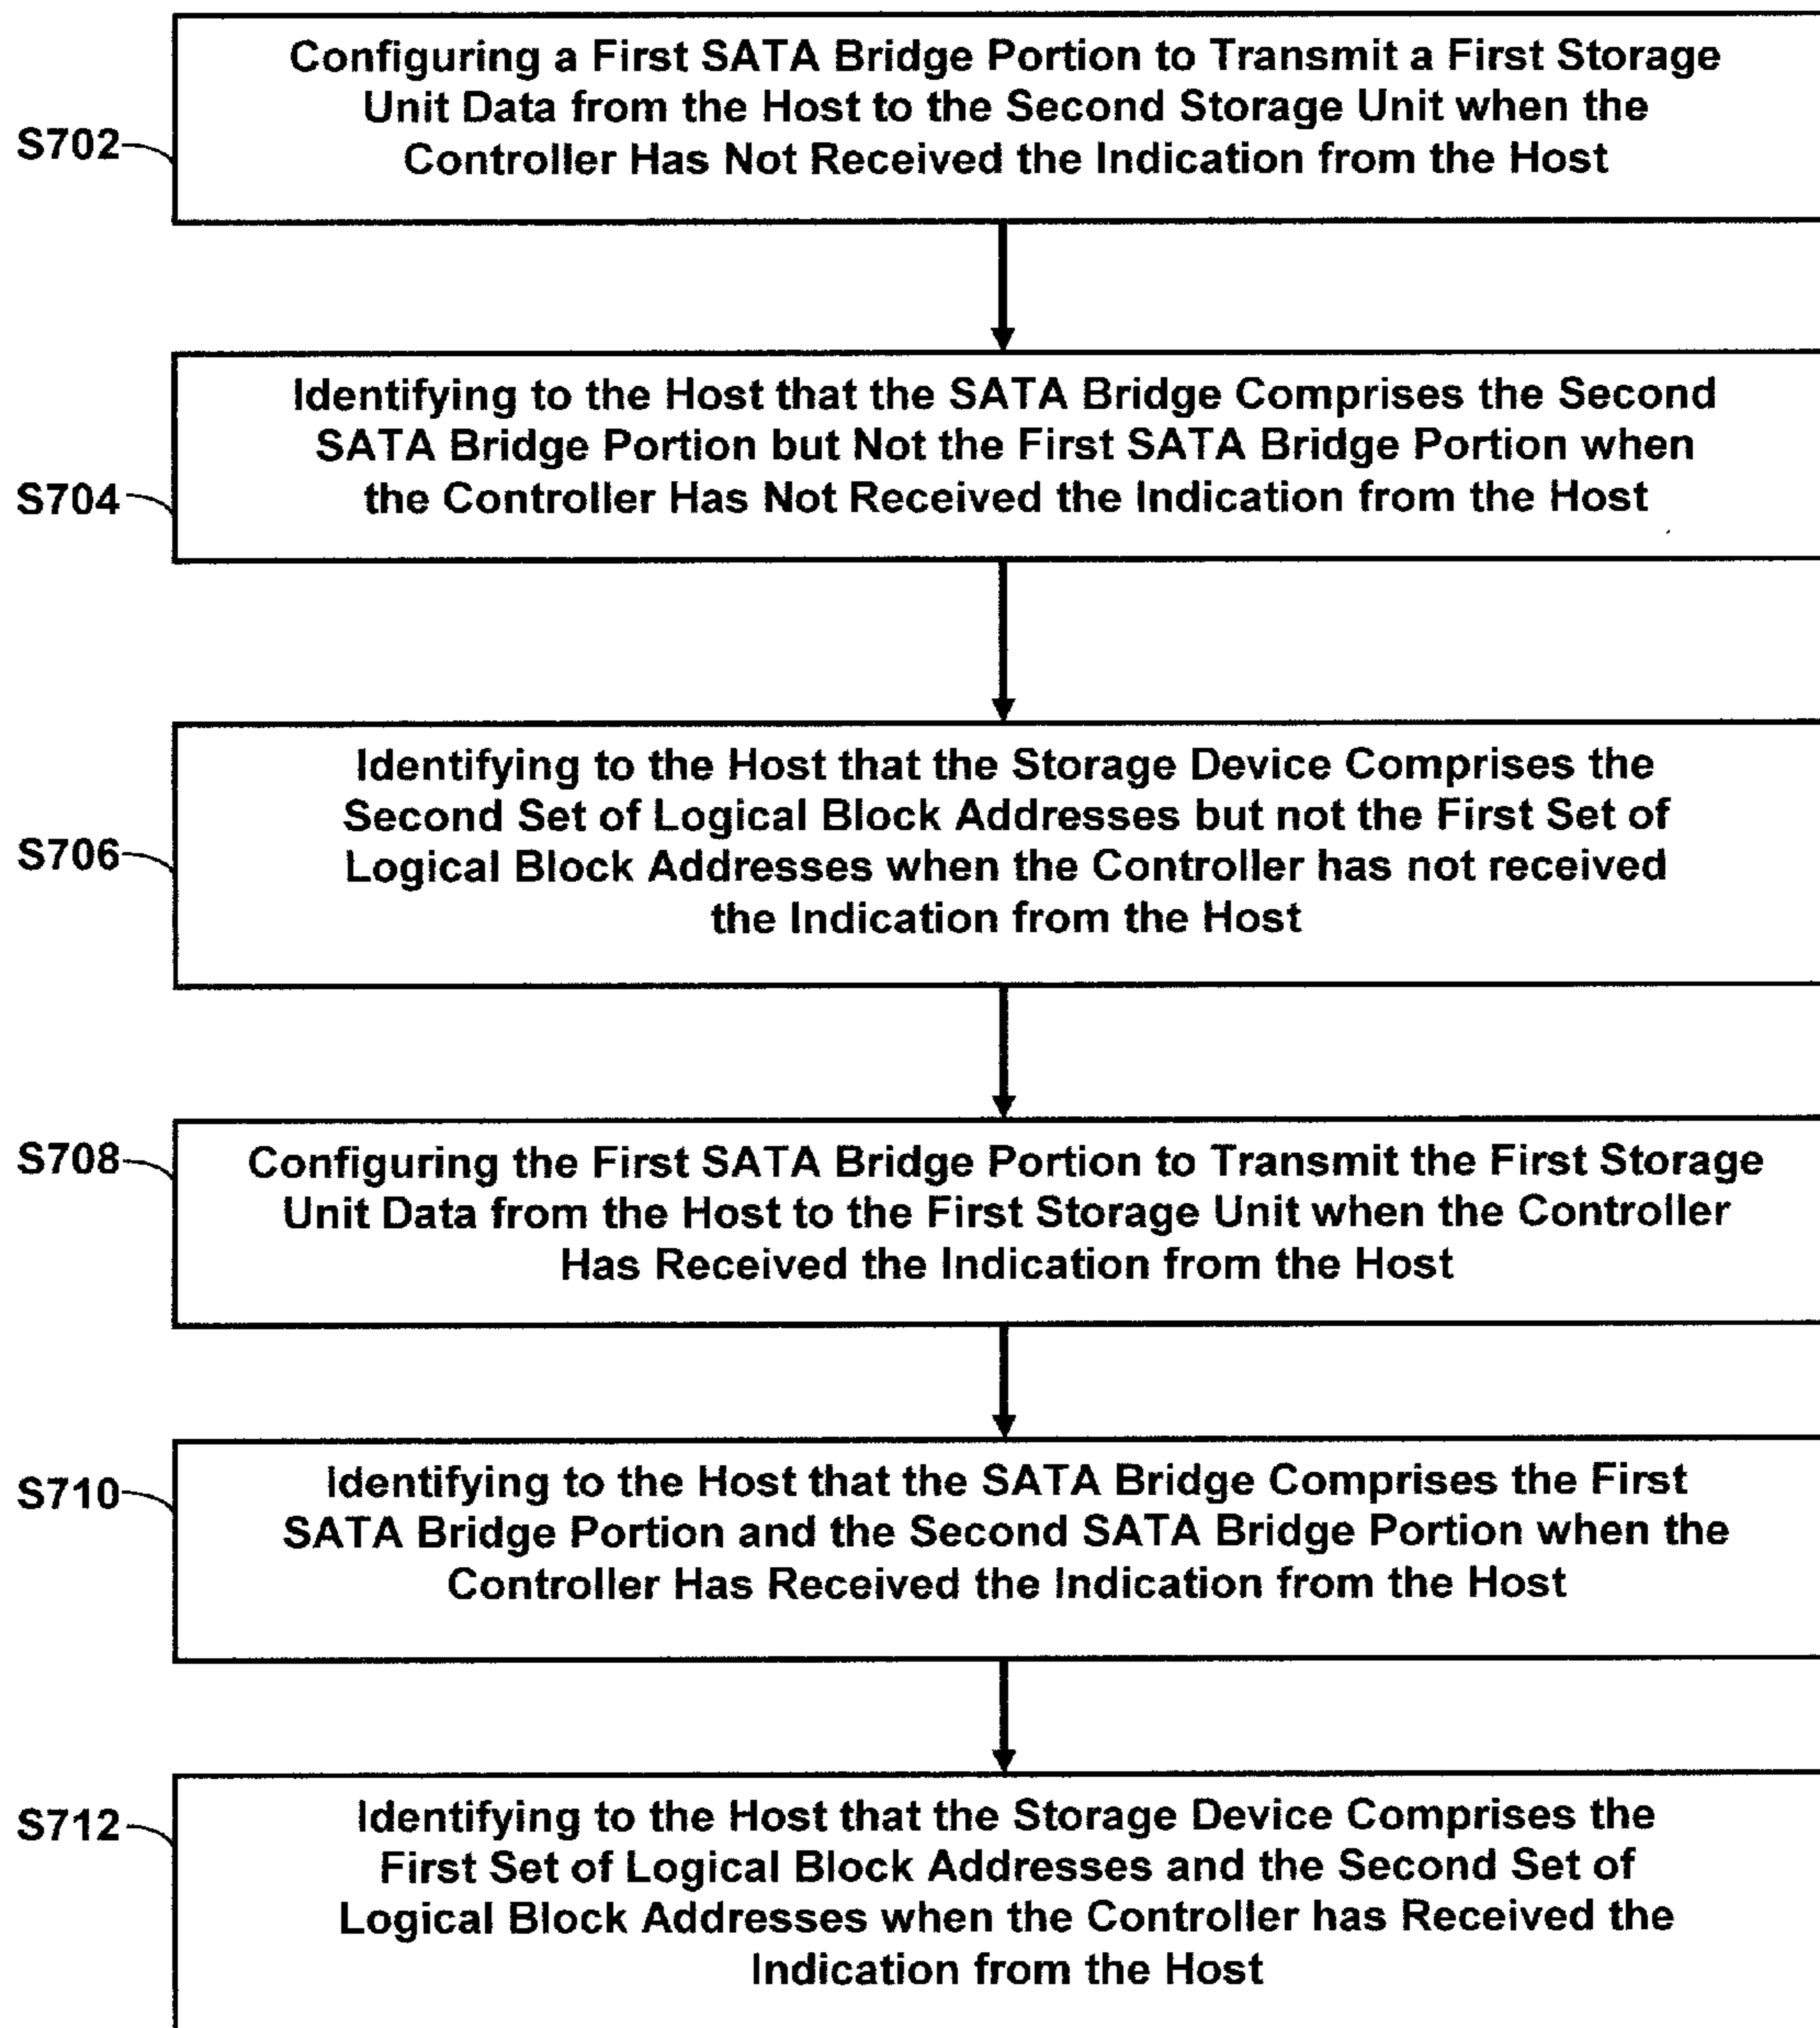 Configuring a First SATA Bridge Portion to Transmit a First Storage
Unit Data from the Host to the Second Storage Unit when the
Controller Has Not Received the Indication from the Host
S702
Identifying to the Host that the SATA Bridge Comprises the Second
SATA Bridge Portion but Not the First SATA Bridge Portion when
the Controller Has Not Received the Indication from the Host
S704
Identifying to the Host that the Storage Device Comprises the
Second Set of Logical Block Addresses but not the First Set of
Logical Block Addresses when the Controller has not received
the Indication from the Host
S706
S708
Configuring the First SATA Bridge Portion to Transmit the First Storage
Unit Data from the Host to the First Storage Unit when the Controller
Has Received the Indication from the Host
S710
Identifying to the Host that the SATA Bridge Comprises the First
SATA Bridge Portion and the Second SATA Bridge Portion when the
Controller Has Received the Indication from the Host
S712
Identifying to the Host that the Storage Device Comprises the
First Set of Logical Block Addresses and the Second Set of
Logical Block Addresses when the Controller has Received the
Indication from the Host